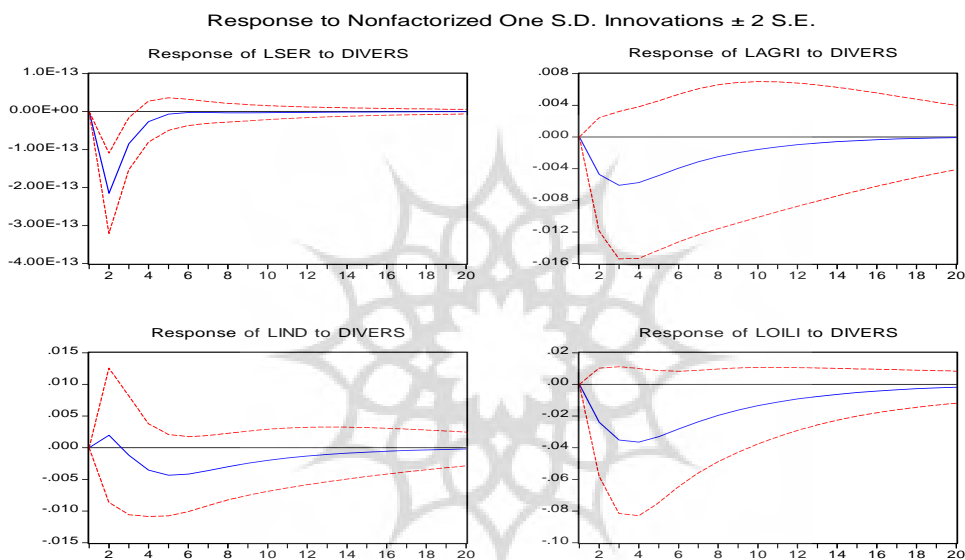 Response to Nonfactorized One S.D. Innovations ± 2 S.E.
Response of LSER to DIVERS
1.0E-13
0.00E+00
-1.00E-13
-2.00E-13
-3.00E-13
-4.00E-13
2 4 6 8 10 12 14 16 18 20
Response of LAGRI to DIVERS
.008
.004
.000
-.004
-.008
-.012
-.016
2 4 6 8 10 12 14 16 18 20
Response of LIND to DIVERS
.015
.010
.005
.000
-.005
-.010
-.015
2 4 6 8 10 12 14 16 18 20
Response of LOILI to DIVERS
.02
.00
-.02
-.04
-.06
-.08
-.10
2 4 6 8 10 12 14 16 18 20